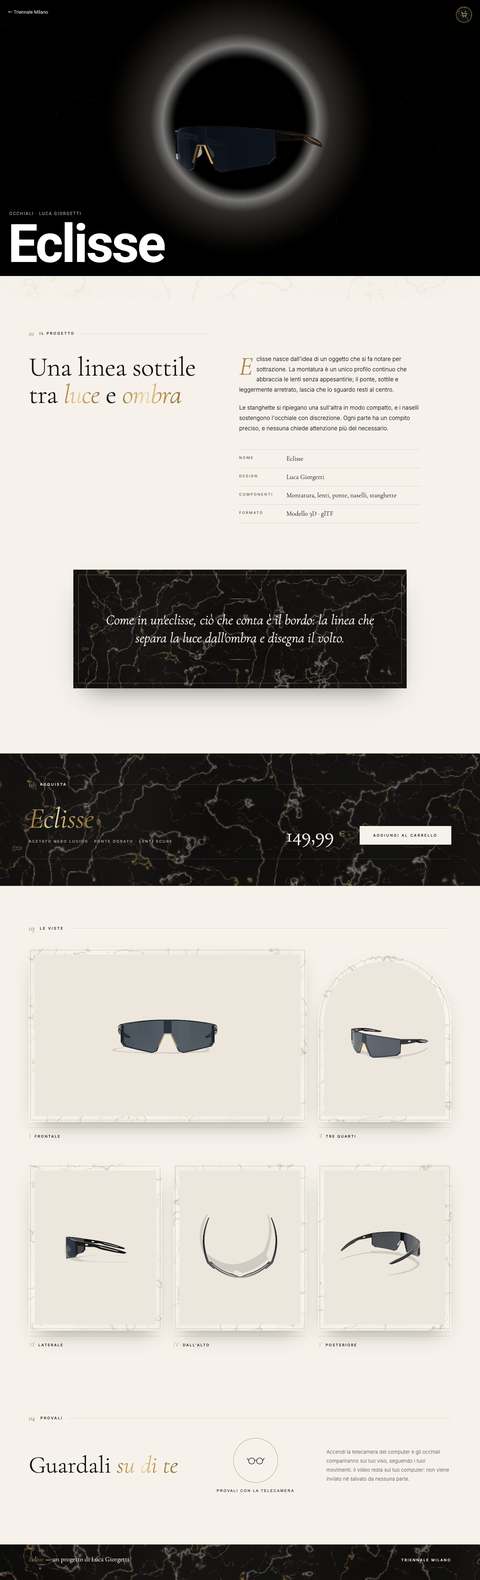 ← Triennale Milano
OCCHIALI · LUCA GIORGETTI
Eclisse
01 IL PROGETTO
Una linea sottile
tra luce e ombra
Eclisse nasce dall'idea di un oggetto che si fa notare per
sottrazione. La montatura è un unico profilo continuo che
abbraccia le lenti senza appesantirle; il ponte, sottile e
leggermente arretrato, lascia che lo sguardo resti al centro.
Le stanghette si ripiegano una sull'altra in modo compatto, e i naselli
sostengono l'occhiale con discrezione. Ogni parte ha un compito
preciso, e nessuna chiede attenzione più del necessario.
NOME Eclisse
DESIGN Luca Giorgetti
COMPONENTI Montatura, lenti, ponte, naselli, stanghette
FORMATO Modello 3D · glTF
Come in un'eclisse, ciò che conta è il bordo: la linea che
separa la luce dall'ombra e disegna il volto.
ACQUISTA
Eclisse
ACETATO NERO LUCIDO · PONTE DORATO · LENTI SCURE
149,99 €
AGGIUNGI AL CARRELLO
03 LE VISTE
FRONTALE
TRE QUARTI
LATERALE
DALL'ALTO
POSTERIORE
04 PROVALI
Guardali su di te
PROVALI CON LA TELECAMERA
Accendi la telecamera del computer e gli occhiali
compariranno sul tuo viso, seguendo i tuoi
movimenti. Il video resta sul tuo computer: non viene
inviato né salvato da nessuna parte.
Eclisse — un progetto di Luca Giorgetti
TRIENNALE MILANO